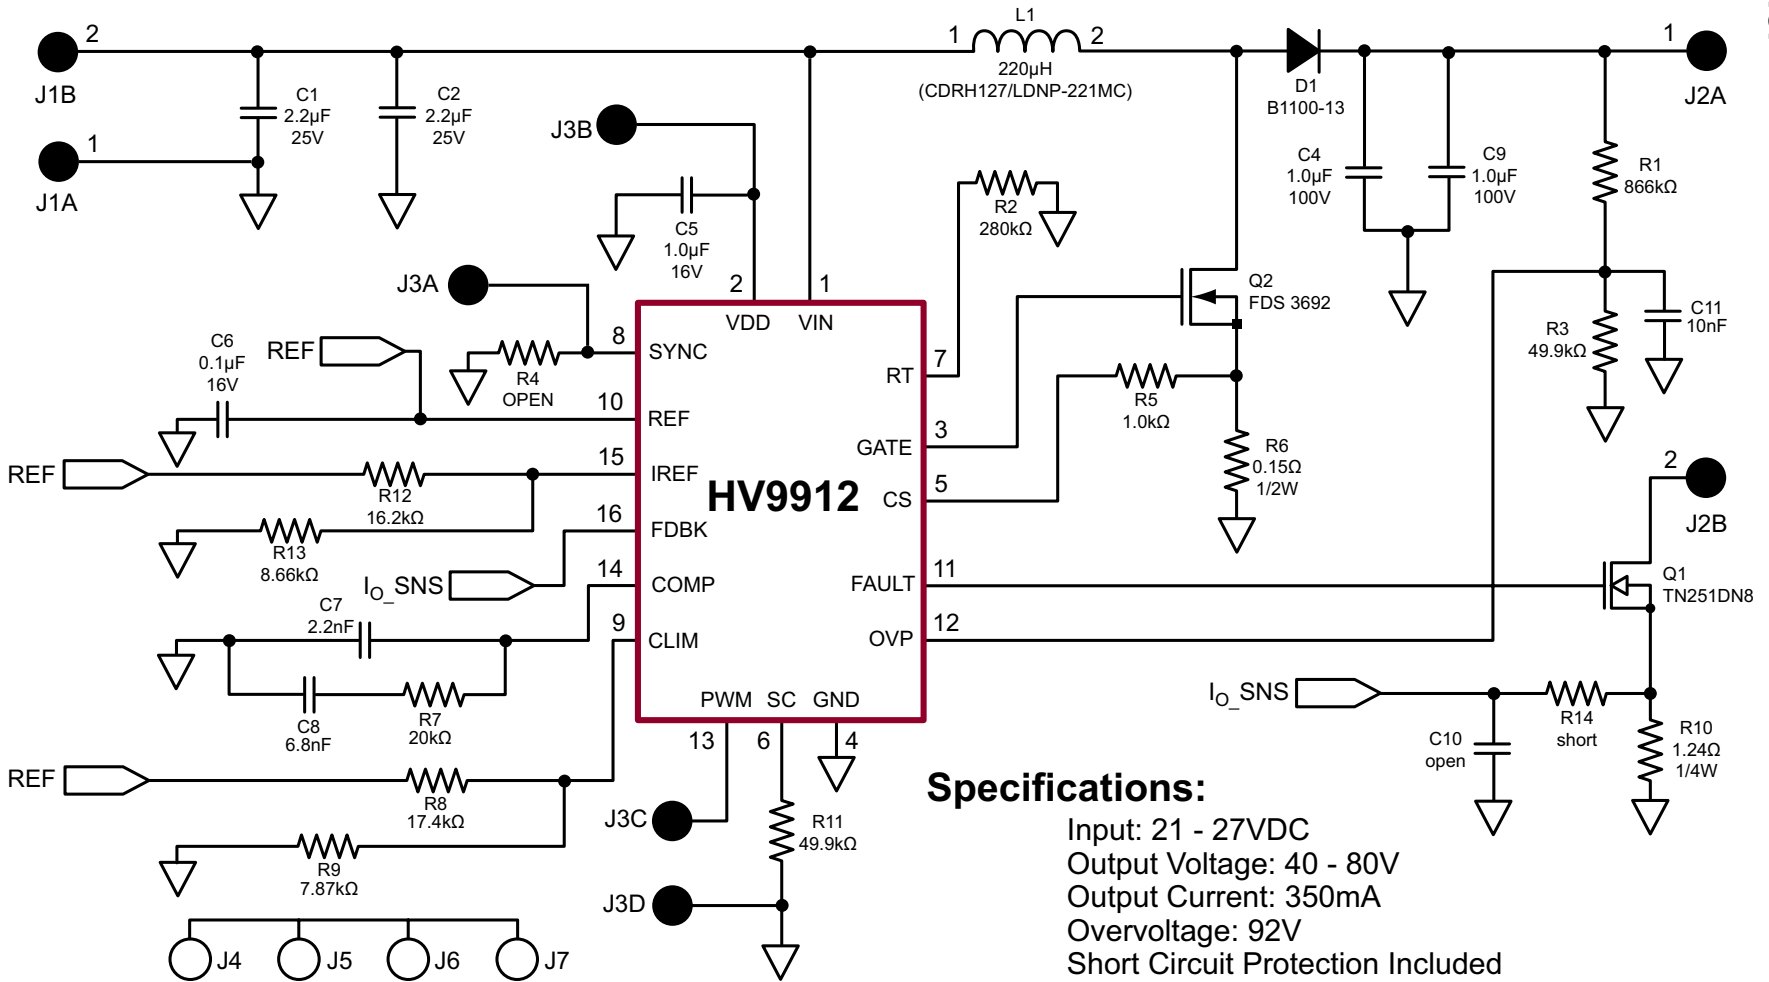 J1B
2
J1A
1
C1
2.2µF
25V
C2
2.2µF
25V
1
L1
2
220µH
(CDRH127/LDNP-221MC)
D1
B1100-13
1
J2A
C4
1.0µF
100V
C9
1.0µF
100V
R1
866kΩ
J3B
C5
1.0µF
16V
R2
280kΩ
J3A
2
1
VDD
VIN
Q2
FDS 3692
R3
49.9kΩ
C11
10nF
C6
0.1µF
16V
REF
R4
OPEN
8
SYNC
7
RT
10
REF
R5
1.0kΩ
3
GATE
R6
0.15Ω
1/2W
REF
R12
16.2kΩ
15
IREF
HV9912
5
CS
2
J2B
R13
8.66kΩ
16
FDBK
IO_SNS
14
COMP
11
FAULT
Q1
TN251DN8
C7
2.2nF
9
CLIM
12
OVP
C8
6.8nF
R7
20kΩ
PWM
SC
GND
13
6
4
IO_SNS
R14
short
C10
open
R10
1.24Ω
1/4W
REF
R8
17.4kΩ
R9
7.87kΩ
J3C
R11
49.9kΩ
J3D
J4
J5
J6
J7
Specifications:
Input: 21 - 27VDC
Output Voltage: 40 - 80V
Output Current: 350mA
Overvoltage: 92V
Short Circuit Protection Included